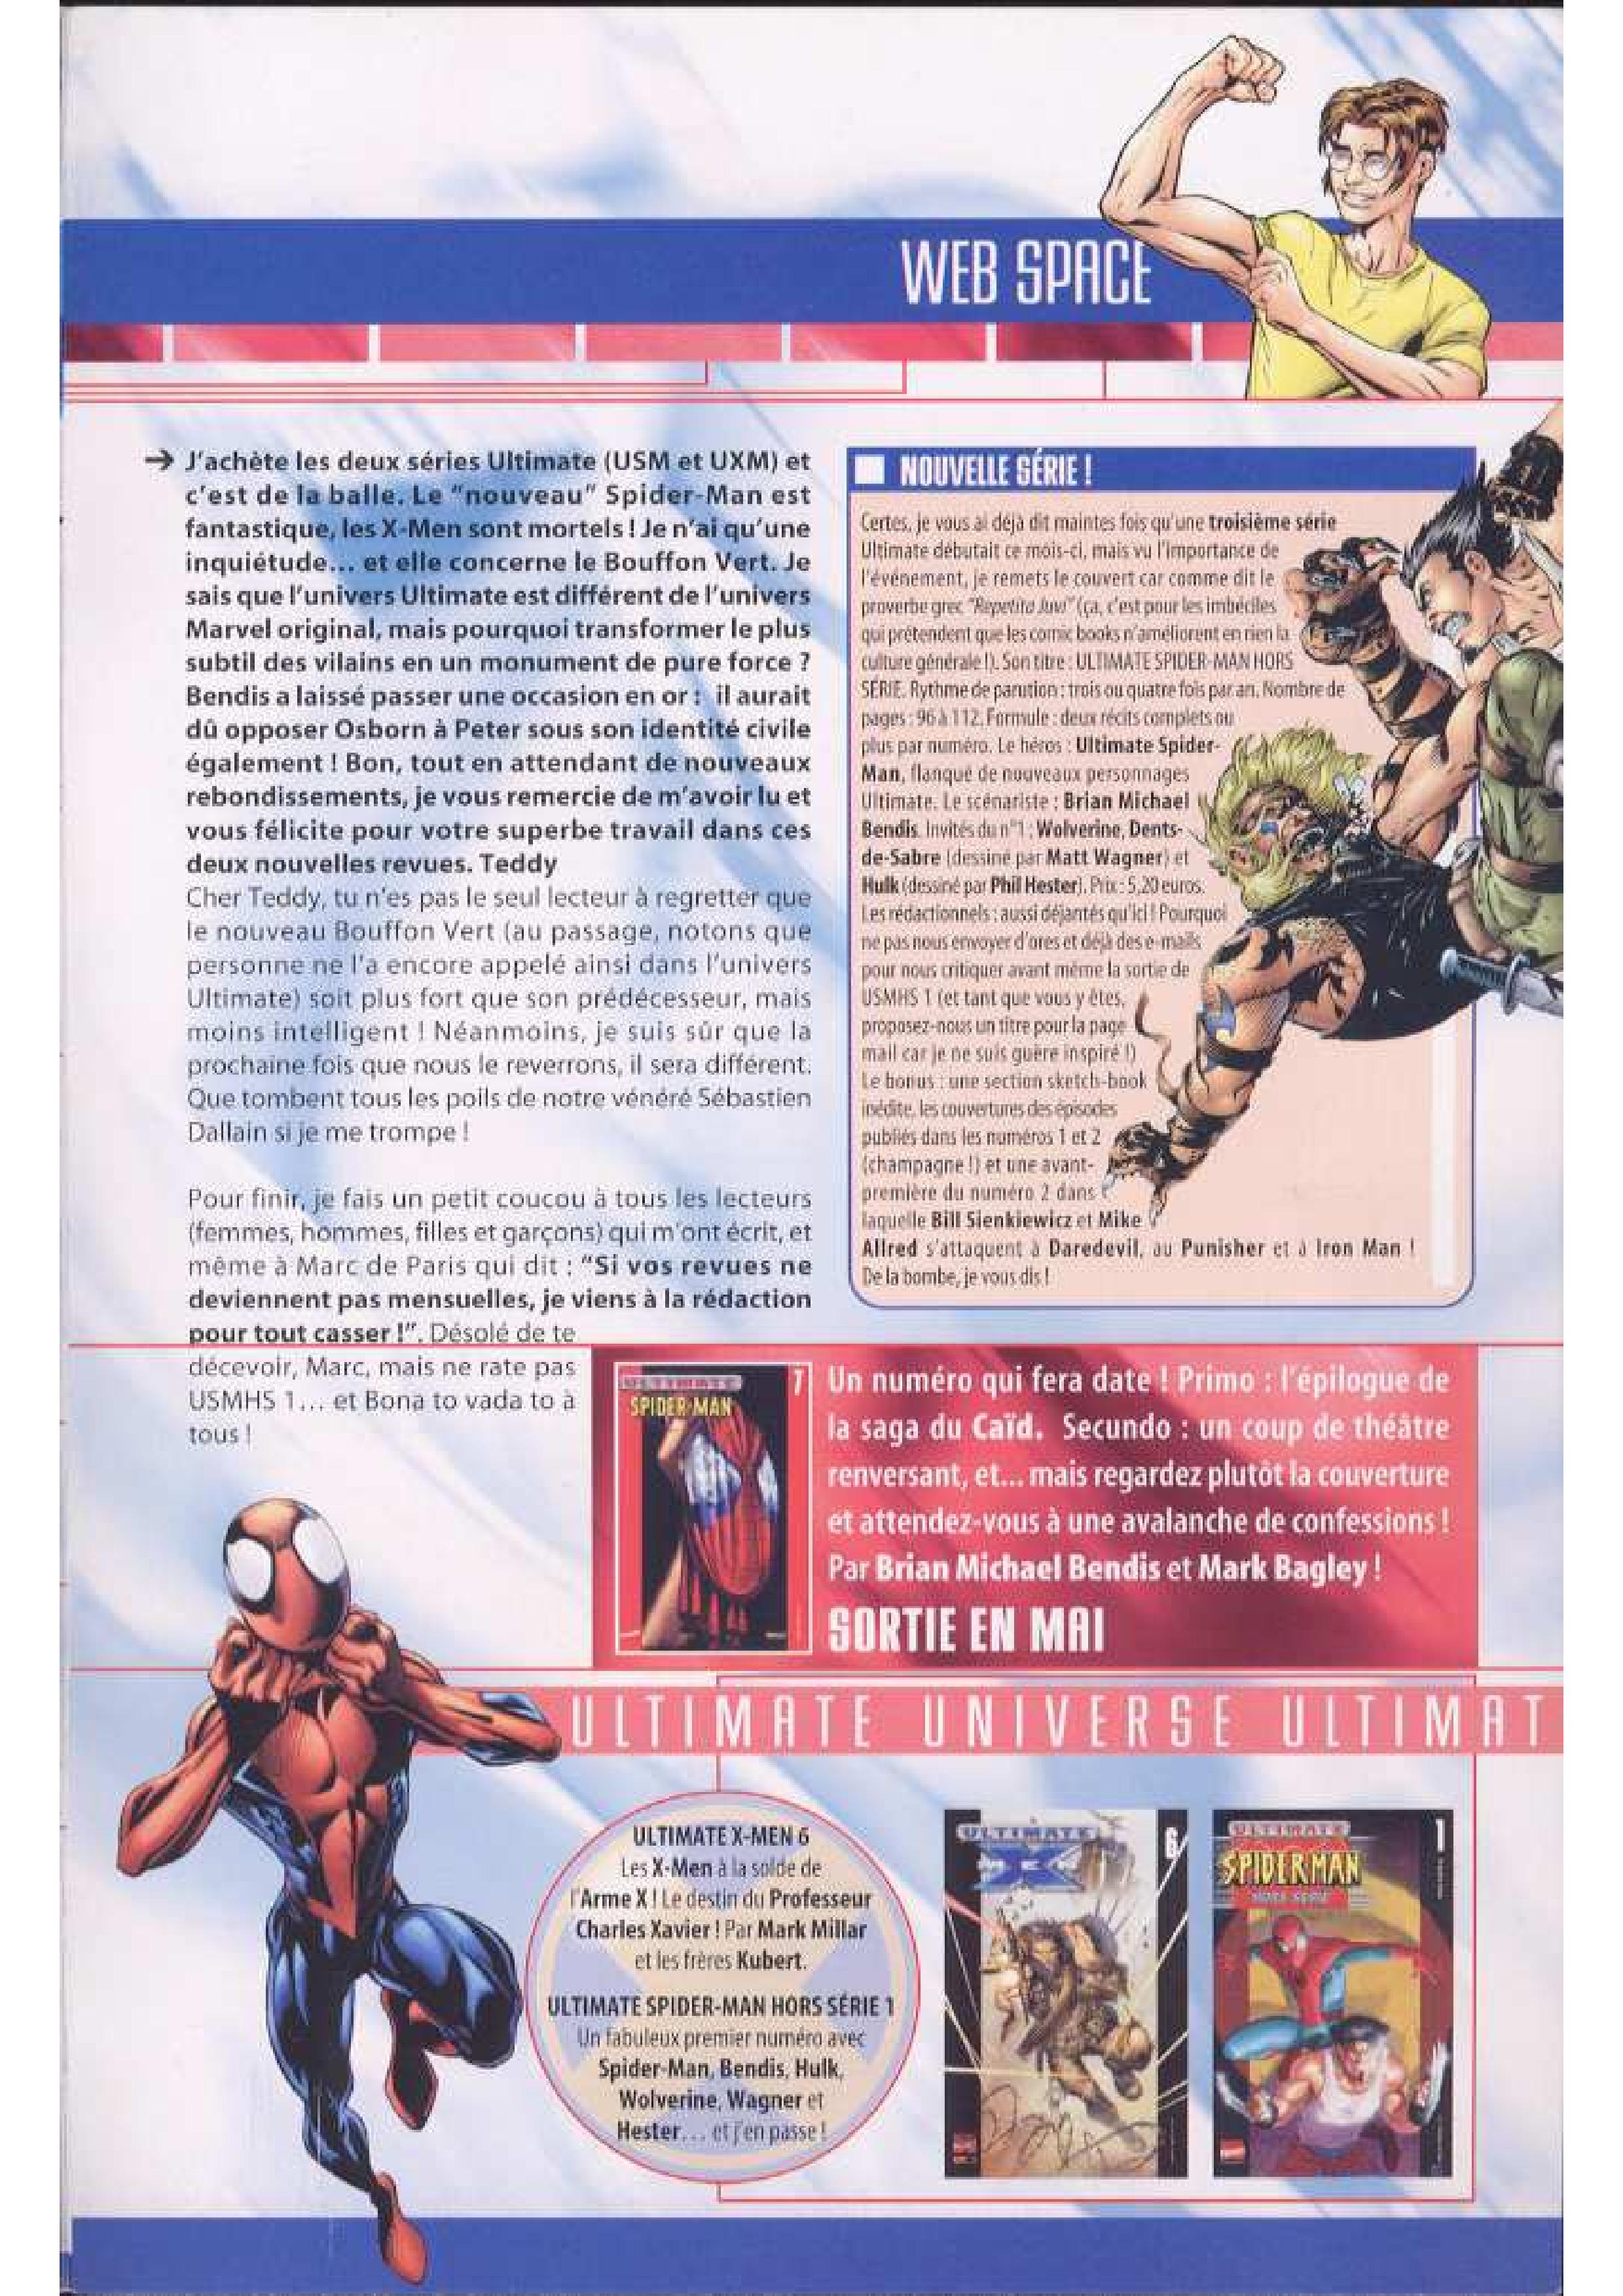 WEB SPACE
→ J'achète les deux séries Ultimate (USM et UXM) et
c'est de la balle. Le "nouveau" Spider-Man est
fantastique, les X-Men sont mortels ! Je n'ai qu'une
inquiétude... et elle concerne le Bouffon Vert. Je
sais que l'univers Ultimate est différent de l'univers
Marvel original, mais pourquoi transformer le plus
subtil des vilains en un monument de pure force ?
Bendis a laissé passer une occasion en or : il aurait
dû opposer Osborn à Peter sous son identité civile
également ! Bon, tout en attendant de nouveaux
rebondissements, je vous remercie de m'avoir lu et
vous félicite pour votre superbe travail dans ces
deux nouvelles revues. Teddy
Cher Teddy, tu n'es pas le seul lecteur à regretter que
le nouveau Bouffon Vert (au passage, notons que
personne ne l'a encore appelé ainsi dans l'univers
Ultimate) soit plus fort que son prédécesseur, mais
moins intelligent ! Néanmoins, je suis sûr que la
prochaine fois que nous le reverrons, il sera différent.
Que tombent tous les poils de notre vénéré Sébastien
Dallain si je me trompe !
Pour finir, je fais un petit coucou à tous les lecteurs
(femmes, hommes, filles et garçons) qui m'ont écrit, et
même à Marc de Paris qui dit : "Si vos revues ne
deviennent pas mensuelles, je viens à la rédaction
pour tout casser !". Désolé de te
décevoir, Marc, mais ne rate pas
USMHS 1... et Bona to vada to à
tous !
NOUVELLE SÉRIE !
Certes, je vous ai déjà dit maintes fois qu'une troisième série
Ultimate débutait ce mois-ci, mais vu l'importance de
l'événement, je remets le couvert car comme dit le
proverbe grec "Repetita Juvu" (ça, c'est pour les imbéciles
qui prétendent que les comic books n'améliorent en rien la
culture générale !). Son titre : ULTIMATE SPIDER-MAN HORS
SÉRIE. Rythme de parution : trois ou quatre fois par an. Nombre de
pages : 96 à 112. Formule : deux récits complets ou
plus par numéro. Le héros : Ultimate Spider-
Man, flanqué de nouveaux personnages
Ultimate. Le scénariste : Brian Michael
Bendis. Invités du n°1 : Wolverine, Dents-
de-Sabre (dessiné par Matt Wagner) et
Hulk (dessiné par Phil Hester). Prix : 5,20 euros.
Les rédactionnels : aussi déjantés qu'ici ! Pourquoi
ne pas nous envoyer d'ores et déjà des e-mails
pour nous critiquer avant même la sortie de
USMHS 1 (et tant que vous y êtes,
proposez-nous un titre pour la page
mail car je ne suis guère inspiré !)
Le bonus : une section sketch-book
inédite, les couvertures des épisodes
publiés dans les numéros 1 et 2
(champagne !) et une avant-
première du numéro 2 dans
laquelle Bill Sienkiewicz et Mike
Allred s'attaquent à Daredevil, au Punisher et à Iron Man !
De la bombe, je vous dis !
ULTIMATE
7
SPIDER-MAN
Un numéro qui fera date ! Primo : l'épilogue de
la saga du Caïd. Secundo : un coup de théâtre
renversant, et... mais regardez plutôt la couverture
et attendez-vous à une avalanche de confessions !
Par Brian Michael Bendis et Mark Bagley !
SORTIE EN MAI
ULTIMATE UNIVERSE ULTIMAT
ULTIMATE X-MEN 6
Les X-Men à la solde de
l'Arme X ! Le destin du Professeur
Charles Xavier ! Par Mark Millar
et les frères Kubert.
ULTIMATE SPIDER-MAN HORS SÉRIE 1
Un fabuleux premier numéro avec
Spider-Man, Bendis, Hulk,
Wolverine, Wagner et
Hester... et j'en passe !
ULTIMATE
6
X-MEN
ULTIMATE
1
SPIDER-MAN
HORS SÉRIE